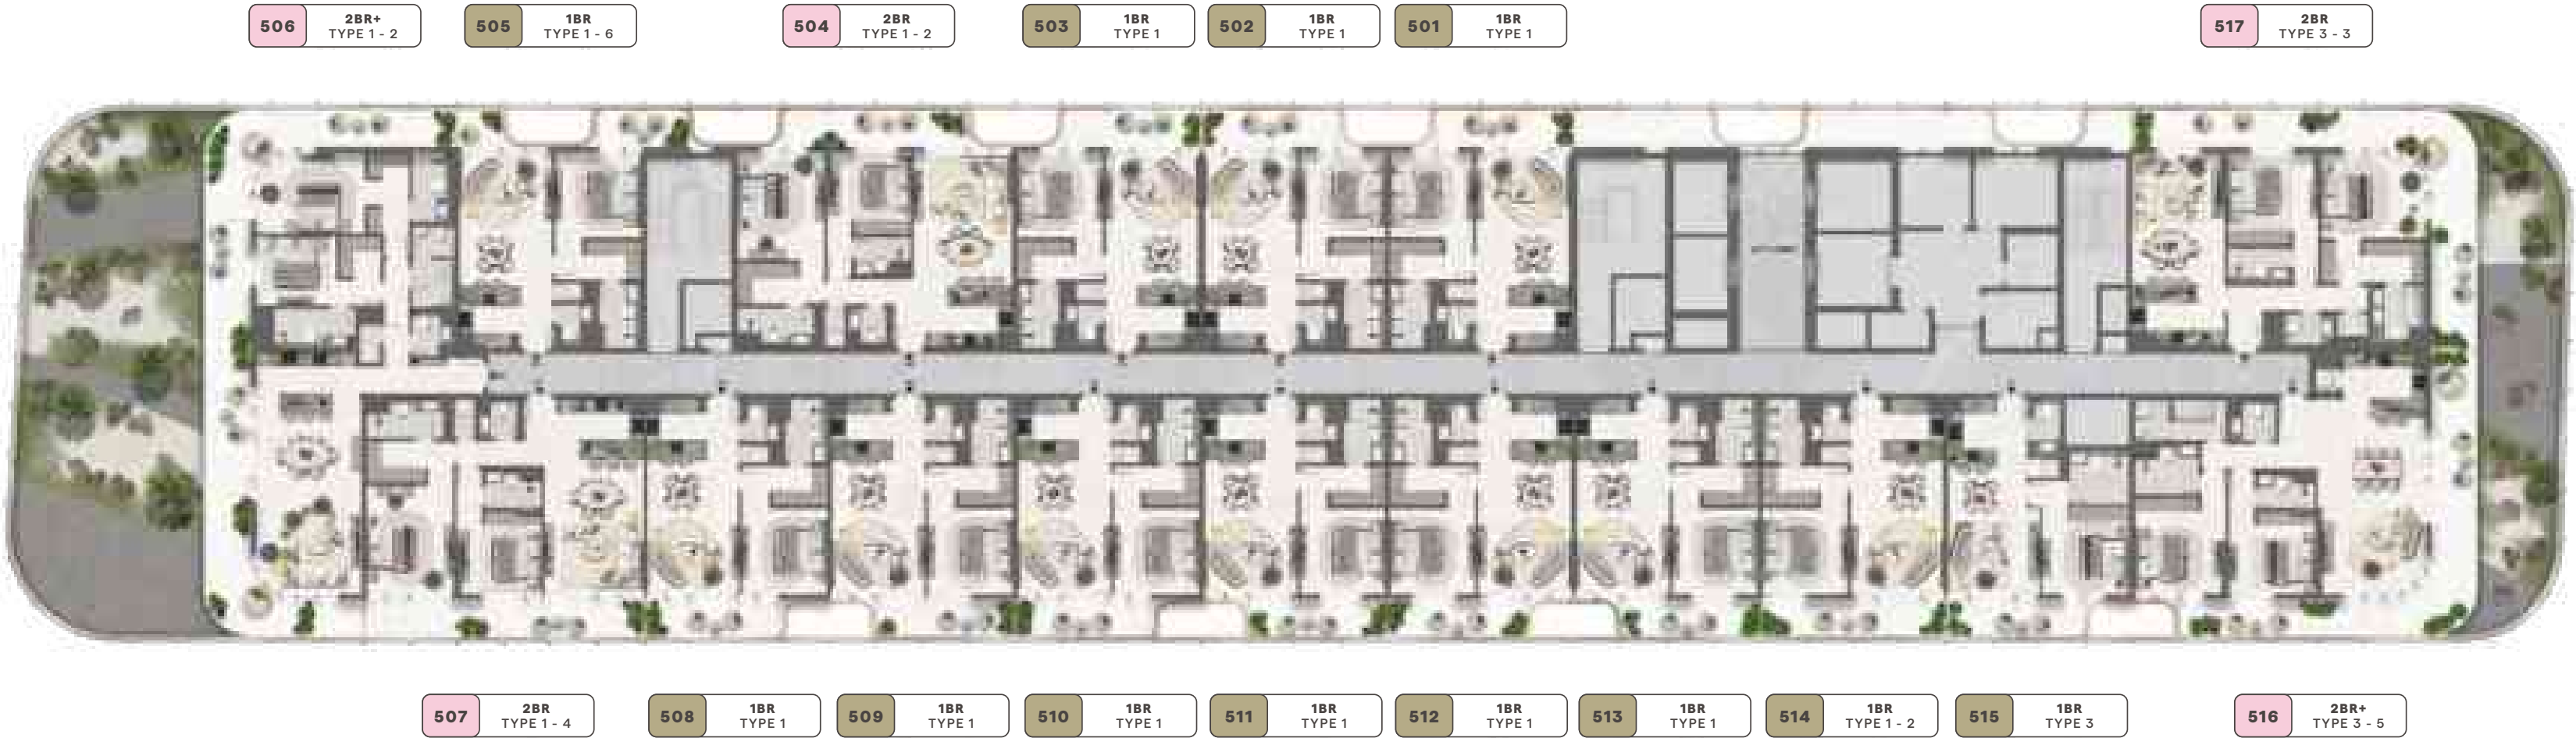 506 2BR+
TYPE 1 - 2
505 1BR
TYPE 1 - 6
504 2BR
TYPE 1 - 2
503 1BR
TYPE 1
502 1BR
TYPE 1
501 1BR
TYPE 1
517 2BR
TYPE 3 - 3
507 2BR
TYPE 1 - 4
508 1BR
TYPE 1
509 1BR
TYPE 1
510 1BR
TYPE 1
511 1BR
TYPE 1
512 1BR
TYPE 1
513 1BR
TYPE 1
514 1BR
TYPE 1 - 2
515 1BR
TYPE 3
516 2BR+
TYPE 3 - 5